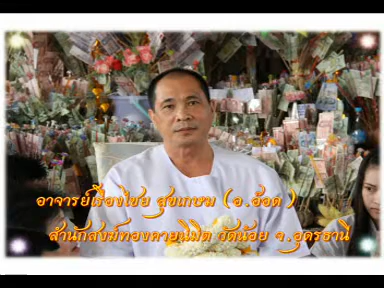 อาจารย์เรืองไชย สุขเกษม (อ.อ๊อด )
สำนักสงฆ์ทองคายนิมิต วัดน้อย จ.อุดรธานี